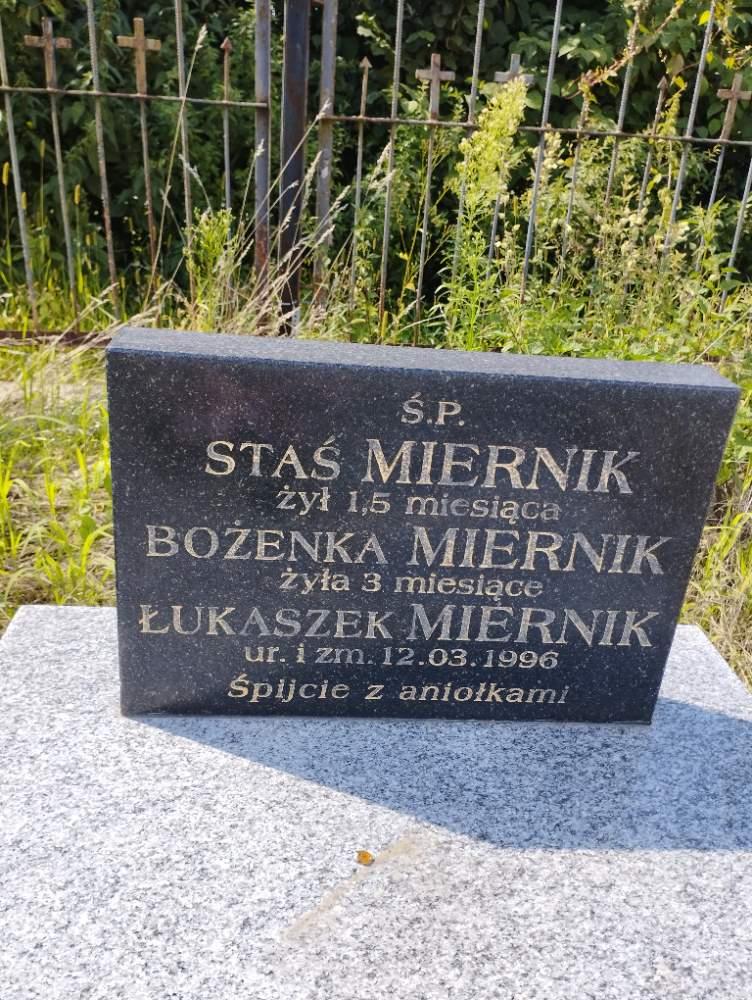 Ś.P.
STAŚ MIERNIK
żył 1,5 miesiąca
BOŻENKA MIERNIK
żyła 3 miesiące
ŁUKASZEK MIERNIK
ur. i zm. 12.03.1996
Śpijcie z aniołkami